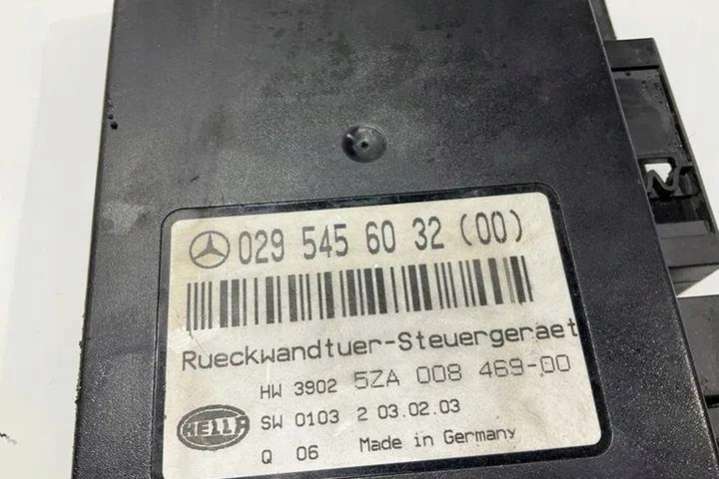 029 545 60 32 (00)
Rueckwandtuer-Steuergeraet
HW 3902 5ZA 008 469-00
HELLA SW 0103 2 03.02.03
Q 06 Made in Germany